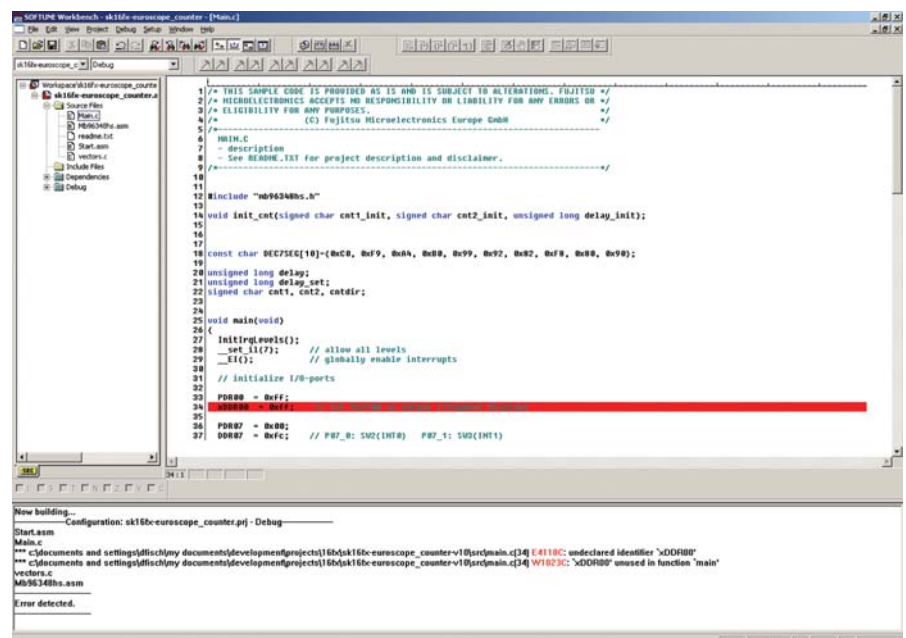 SOFTUNE Workbench - sk16fx-euroscope_counter - [Main.c]
File Edit View Project Debug Setup Window Help
sk16fx-euroscope_c Debug
Workspace'sk16fx-euroscope_counte
sk16fx-euroscope_counter.a
Source Files
Main.c
Mb96348hs.asm
readme.txt
Start.asm
vectors.c
Include Files
Dependencies
Debug
1 /* THIS SAMPLE CODE IS PROVIDED AS IS AND IS SUBJECT TO ALTERATIONS. FUJITSU */
2 /* MICROELECTRONICS ACCEPTS NO RESPONSIBILITY OR LIABILITY FOR ANY ERRORS OR */
3 /* ELIGIBILITY FOR ANY PURPOSES. */
4 /* (C) Fujitsu Microelectronics Europe GmbH */
5 /*------------------------------------------------------------
6 MAIN.C
7 - description
8 - See README.TXT for project description and disclaimer.
9 /*------------------------------------------------------------*/
10
11
12 #include "mb96348hs.h"
13
14 void init_cnt(signed char cnt1_init, signed char cnt2_init, unsigned long delay_init);
15
16
17
18 const char DEC7SEG[10]={0xC0, 0xF9, 0xA4, 0xB0, 0x99, 0x92, 0x82, 0xF8, 0x80, 0x90};
19
20 unsigned long delay;
21 unsigned long delay_set;
22 signed char cnt1, cnt2, cntdir;
23
24
25 void main(void)
26 {
27 InitIrqLevels();
28 __set_il(7); // allow all levels
29 __EI(); // globally enable interrupts
30
31 // initialize I/O-ports
32
33 PDR00 = 0xff;
34 xDDR00 = 0xff;
35
36 PDR07 = 0x00;
37 DDR07 = 0xfc; // P07_0: SW2(INT0) P07_1: SW3(INT1)
SRC
34 : 1
I S T N Z V C
Now building...
--------------------Configuration: sk16fx-euroscope_counter.prj - Debug--------------------
Start.asm
Main.c
*** c:\documents and settings\dfisch\my documents\development\projects\16fx\sk16fx-euroscope_counter-v10\src\main.c(34) E4118C: undeclared identifier `xDDR00'
*** c:\documents and settings\dfisch\my documents\development\projects\16fx\sk16fx-euroscope_counter-v10\src\main.c(34) W1023C: `xDDR00' unused in function `main'
vectors.c
Mb96348hs.asm
--------------------
Error detected.
--------------------